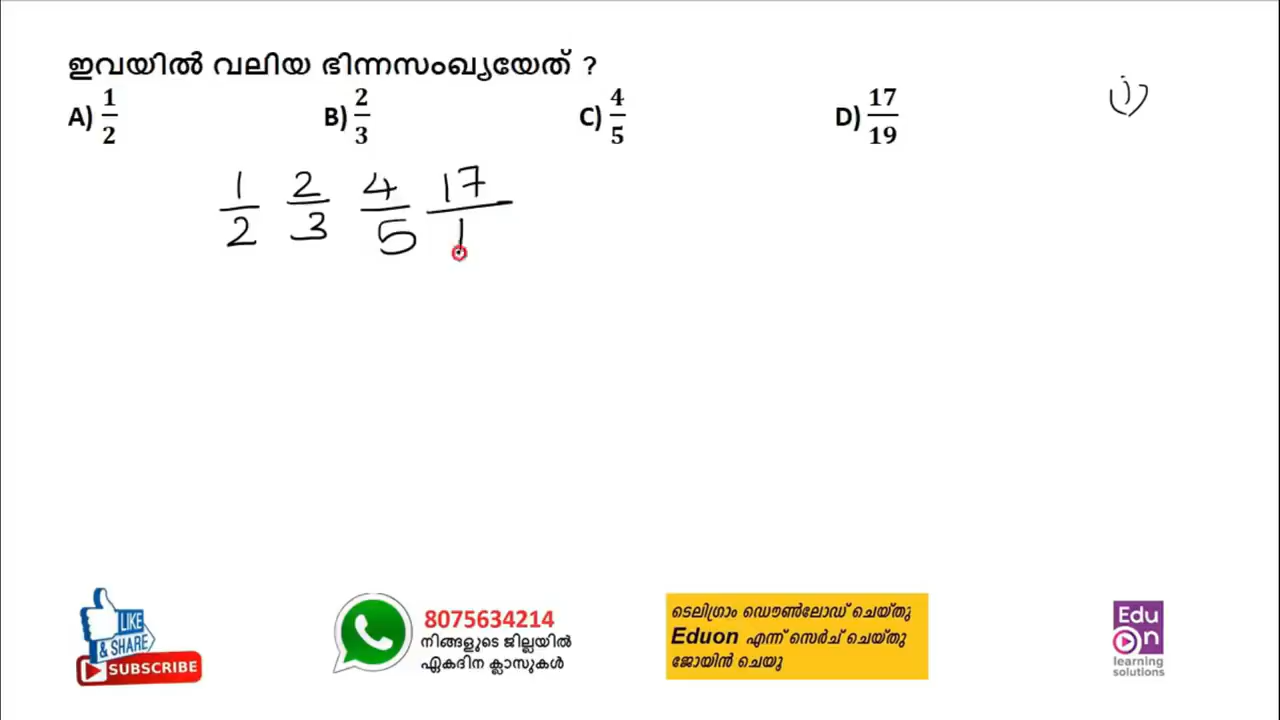 ഇവയിൽ വലിയ ഭിന്നസംഖ്യയേത് ?
A) 1/2 B) 2/3 C) 4/5 D) 17/19
1/2 2/3 4/5 17/1
LIKE
& SHARE
SUBSCRIBE
8075634214
നിങ്ങളുടെ ജില്ലയിൽ
ഏകദിന ക്ലാസുകൾ
ടെലിഗ്രാം ഡൌൺലോഡ് ചെയ്തു
Eduon എന്ന് സെർച് ചെയ്തു
ജോയിൻ ചെയൂ
Edu
On
learning
solutions